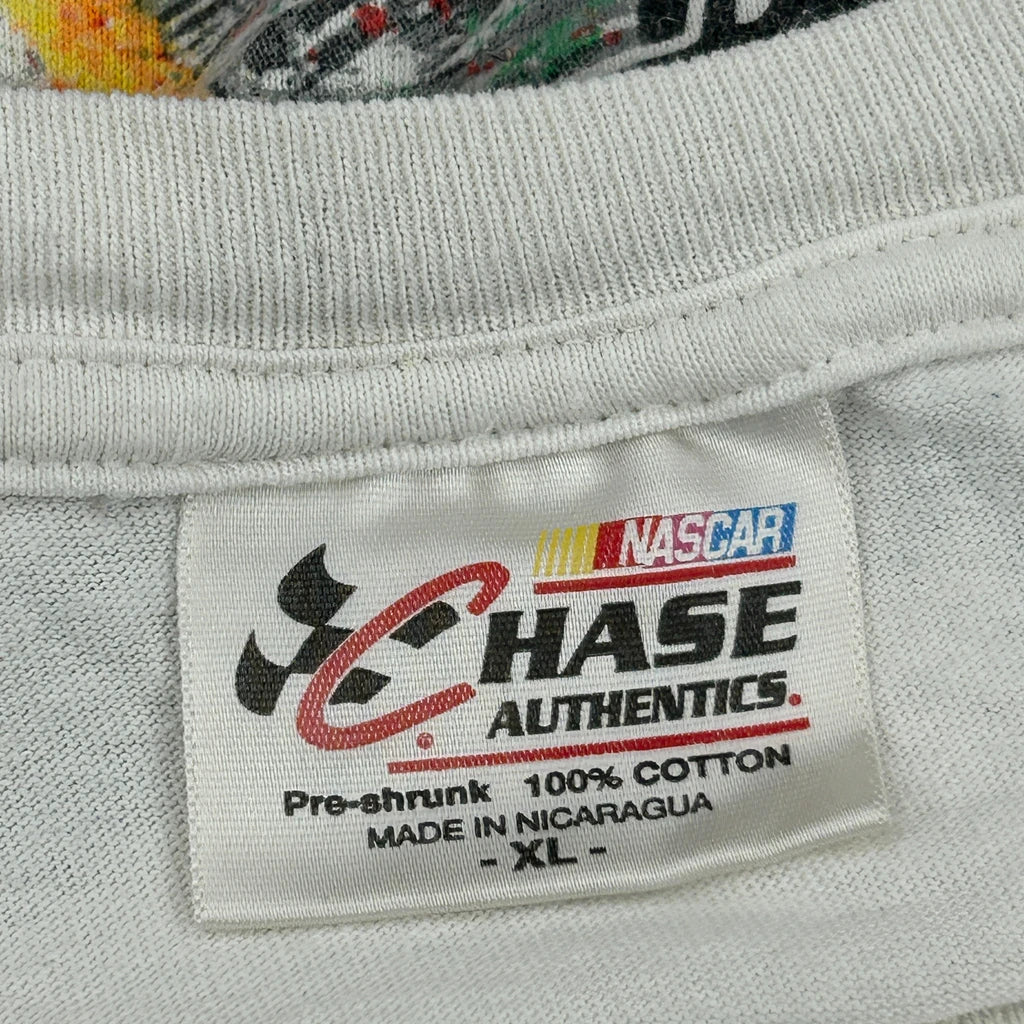 NASCAR
CHASE
AUTHENTICS.
®
Pre-shrunk 100% COTTON
MADE IN NICARAGUA
- XL -